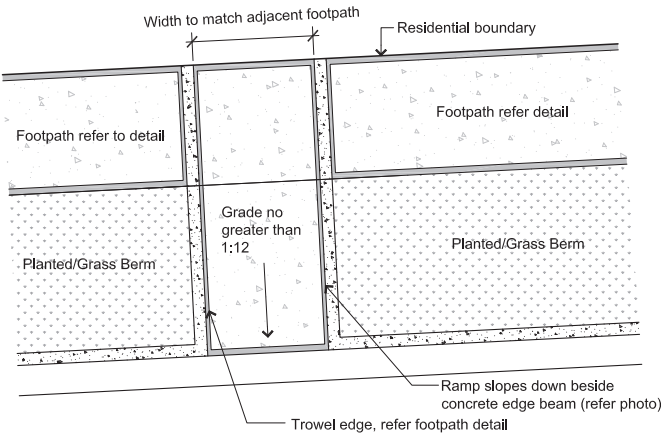 Width to match adjacent footpath
Residential boundary
Footpath refer to detail
Footpath refer detail
Grade no
greater than
1:12
Planted/Grass Berm
Planted/Grass Berm
Ramp slopes down beside
concrete edge beam (refer photo)
Trowel edge, refer footpath detail